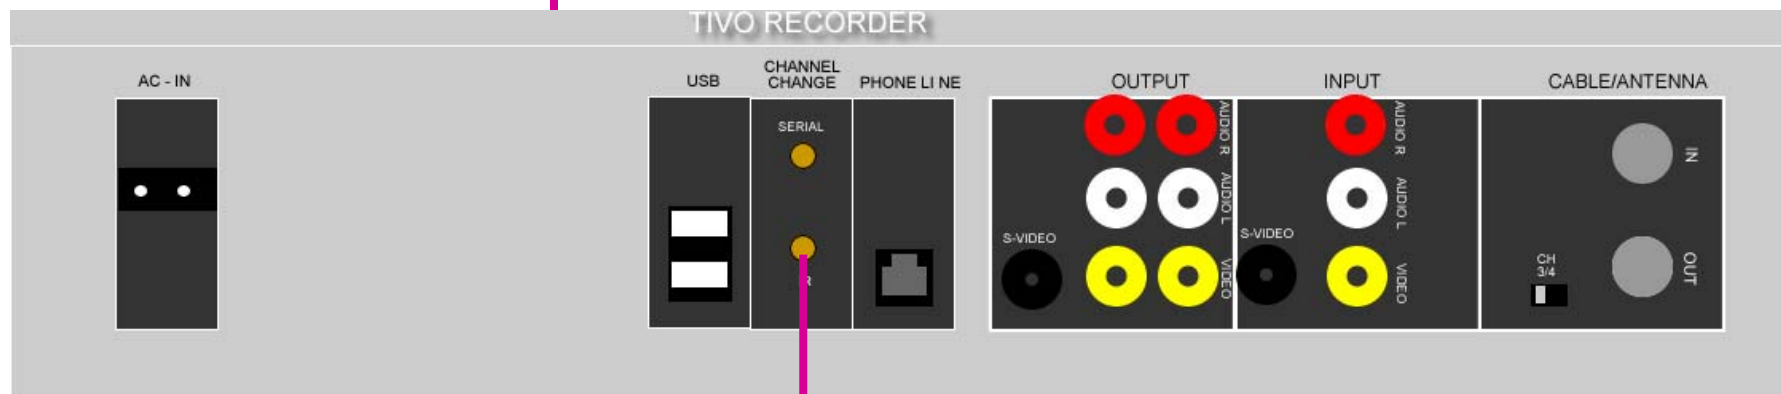 TIVO RECORDER
AC - IN
USB
CHANNEL
CHANGE
PHONE LI NE
OUTPUT
INPUT
CABLE/ANTENNA
SERIAL
AUDIO R
AUDIO R
IN
AUDIO L
AUDIO L
S-VIDEO
S-VIDEO
VIDEO
VIDEO
CH
3/4
OUT